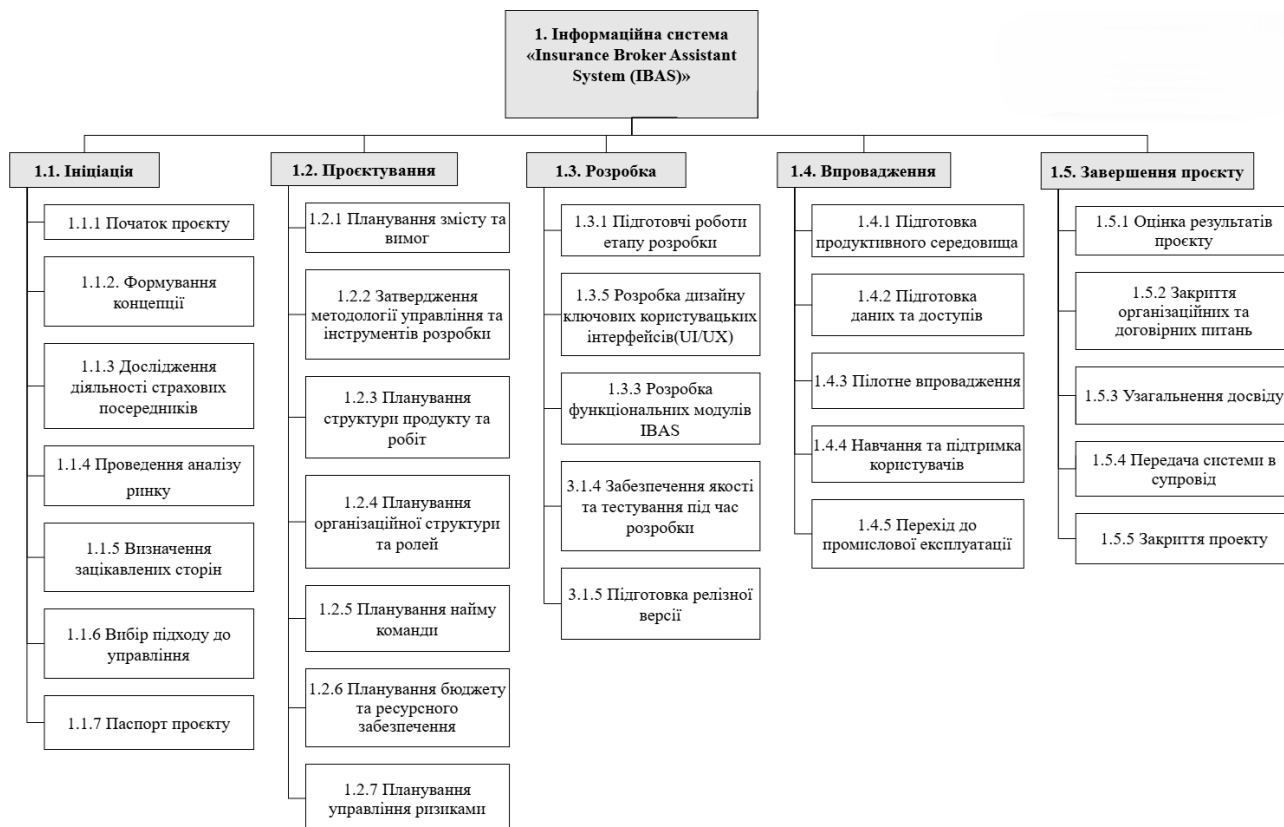 1. Інформаційна система
«Insurance Broker Assistant
System (IBAS)»
1.1. Ініціація
1.1.1 Початок проєкту
1.1.2. Формування
концепції
1.1.3 Дослідження
діяльності страхових
посередників
1.1.4 Проведення аналізу
ринку
1.1.5 Визначення
зацікавлених сторін
1.1.6 Вибір підходу до
управління
1.1.7 Паспорт проєкту
1.2. Проєктування
1.2.1 Планування змісту та
вимог
1.2.2 Затвердження
методології управління та
інструментів розробки
1.2.3 Планування
структури продукту та
робіт
1.2.4 Планування
організаційної структури
та ролей
1.2.5 Планування найму
команди
1.2.6 Планування бюджету
та ресурсного
забезпечення
1.2.7 Планування
управління ризиками
1.3. Розробка
1.3.1 Підготовчі роботи
етапу розробки
1.3.5 Розробка дизайну
ключових користувацьких
інтерфейсів(UI/UX)
1.3.3 Розробка
функціональних модулів
IBAS
3.1.4 Забезпечення якості
та тестування під час
розробки
3.1.5 Підготовка релізної
версії
1.4. Впровадження
1.4.1 Підготовка
продуктивного середовища
1.4.2 Підготовка
даних та доступів
1.4.3 Пілотне впровадження
1.4.4 Навчання та підтримка
користувачів
1.4.5 Перехід до
промислової експлуатації
1.5. Завершення проєкту
1.5.1 Оцінка результатів
проєкту
1.5.2 Закриття
організаційних та
договірних питань
1.5.3 Узагальнення досвіду
1.5.4 Передача системи в
супровід
1.5.5 Закриття проекту